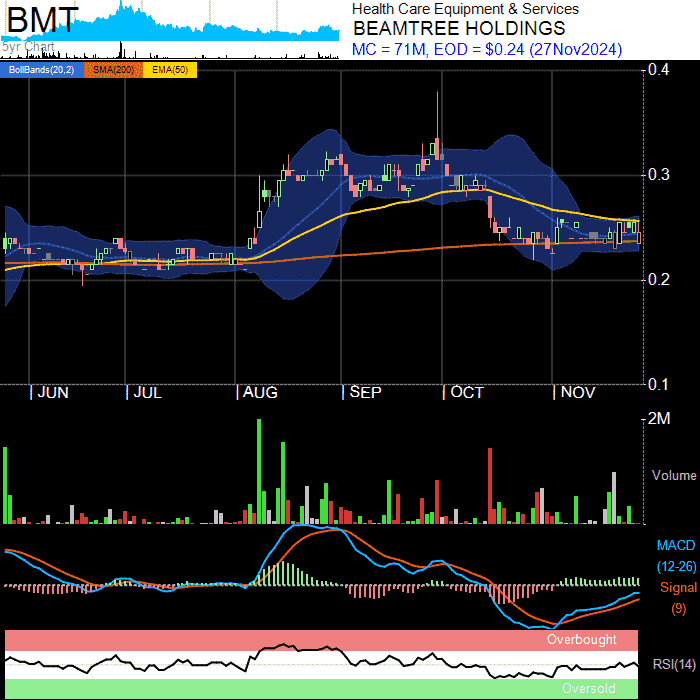 BMT
5yr Chart
Health Care Equipment & Services
BEAMTREE HOLDINGS
MC = 71M, EOD = $0.24 (27Nov2024)
BollBands(20,2) SMA(200) EMA(50)
0.4
0.3
0.2
0.1
JUN JUL AUG SEP OCT NOV
2M
Volume
MACD
(12-26)
Signal
(9)
Overbought
RSI(14)
Oversold